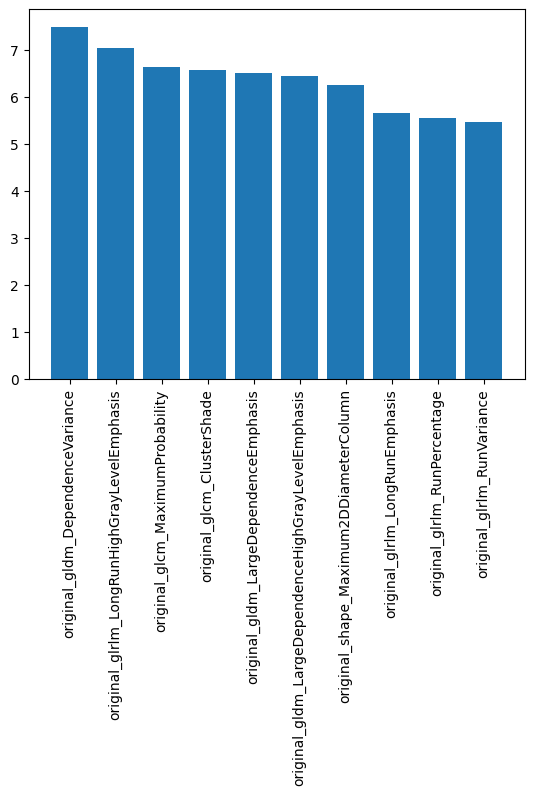 7
6
5
4
3
2
1
0
original_gldm_DependenceVariance
original_glrlm_LongRunHighGrayLevelEmphasis
original_glcm_MaximumProbability
original_glcm_ClusterShade
original_gldm_LargeDependenceEmphasis
original_gldm_LargeDependenceHighGrayLevelEmphasis
original_shape_Maximum2DDiameterColumn
original_glrlm_LongRunEmphasis
original_glrlm_RunPercentage
original_glrlm_RunVariance